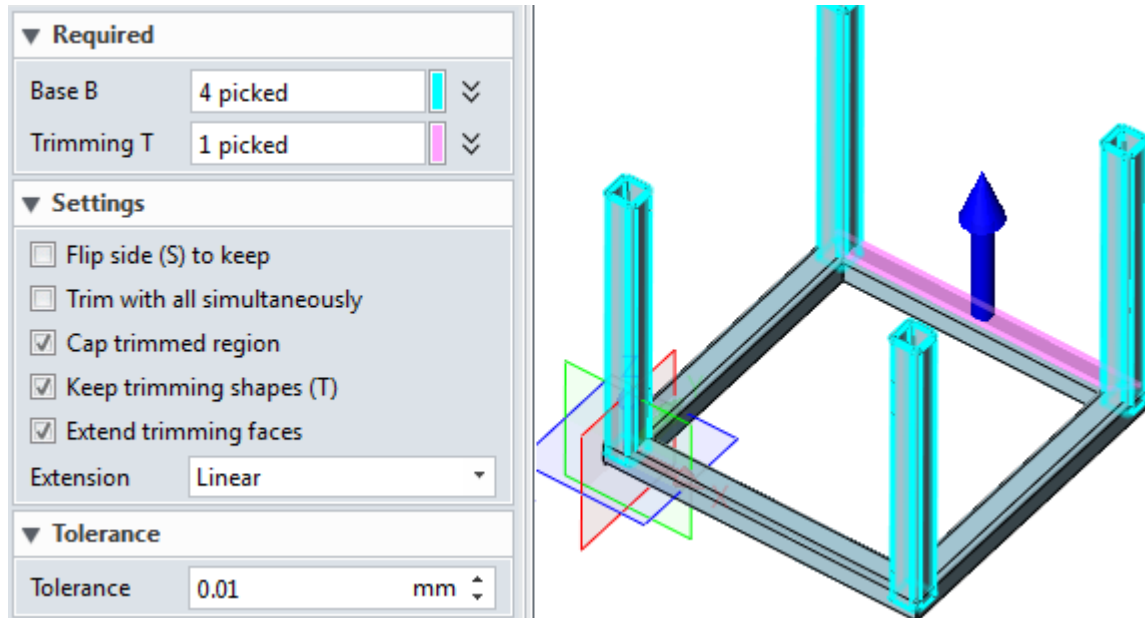 Required
Base B 4 picked
Trimming T 1 picked
Settings
Flip side (S) to keep
Trim with all simultaneously
Cap trimmed region
Keep trimming shapes (T)
Extend trimming faces
Extension Linear
Tolerance
Tolerance 0.01 mm